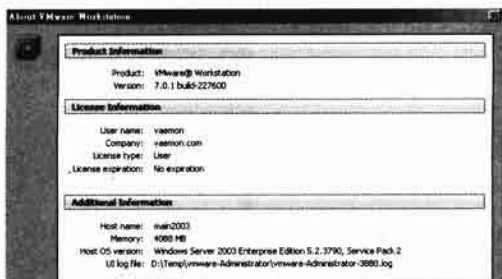 About VMware Workstation
Product Information
Product: VMware® Workstation
Version: 7.0.1 build-227600
License Information
User name: vaemon
Company: vaemon.com
License type: User
License expiration: No expiration
Additional Information
Host name: main2003
Memory: 4088 MB
Host OS version: Windows Server 2003 Enterprise Edition 5.2.3790, Service Pack 2
UI log file: D:\Temp\vmware-Administrator\vmware-Administrator-3888.log